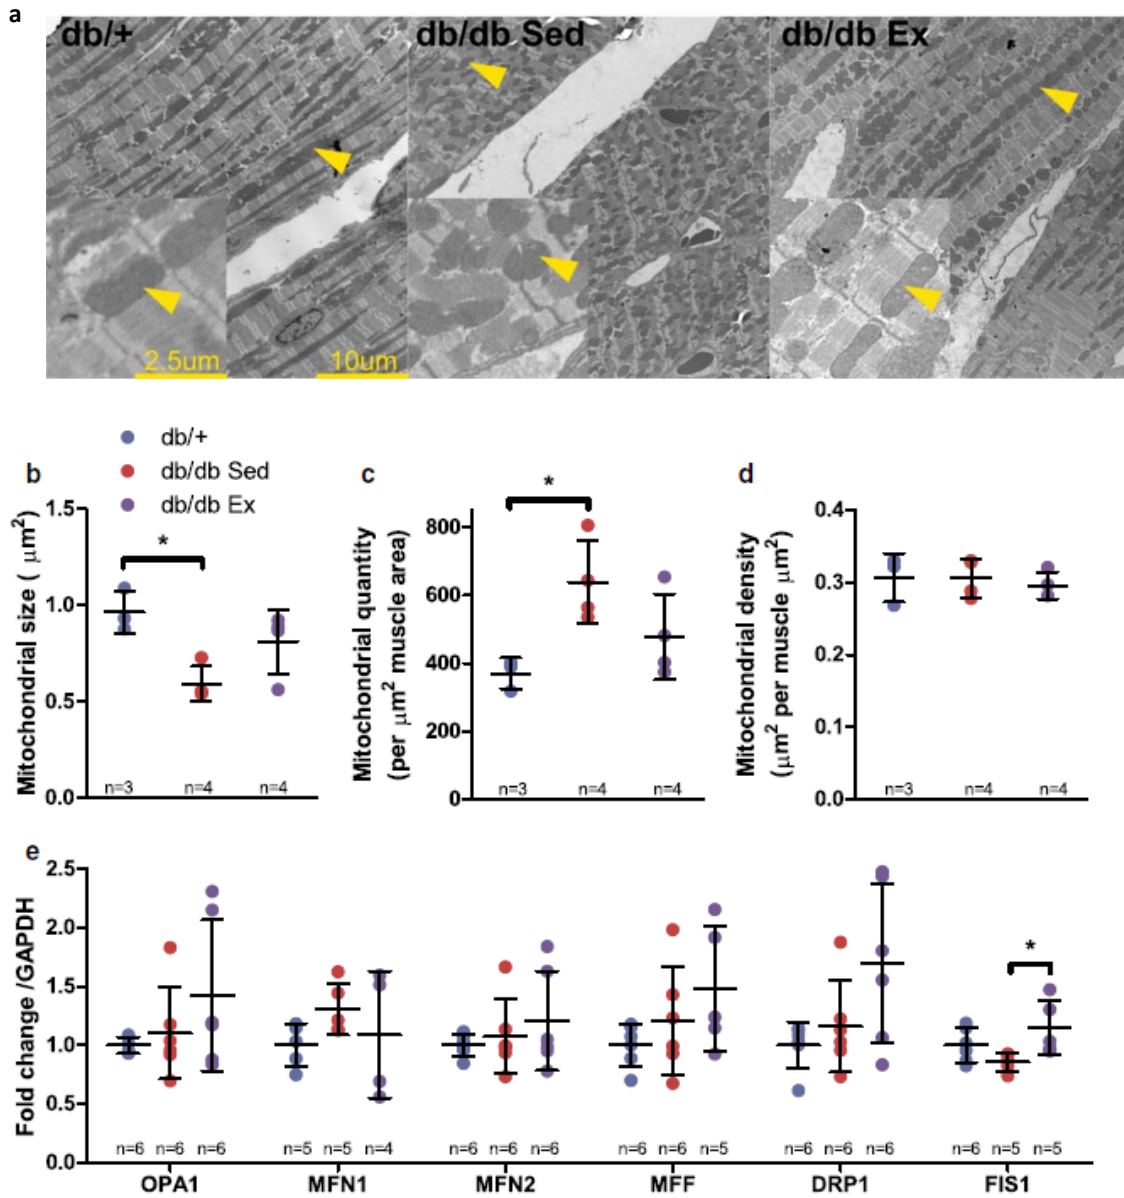 a
db/+ db/db Sed db/db Ex
2.5um 10um
db/+
db/db Sed
db/db Ex
b
Mitochondrial size ( μm²)
1.5
1.0
0.5
0.0
*
n=3 n=4 n=4
c
Mitochondrial quantity
(per μm² muscle area)
800
600
400
200
0
*
n=3 n=4 n=4
d
Mitochondrial density
(μm² per muscle μm²)
0.4
0.3
0.2
0.1
0.0
n=3 n=4 n=4
e
Fold change /GAPDH
2.5
2.0
1.5
1.0
0.5
0.0
*
n=6 n=6 n=6 n=5 n=5 n=4 n=6 n=6 n=6 n=6 n=6 n=5 n=6 n=6 n=6 n=6 n=5 n=5
OPA1 MFN1 MFN2 MFF DRP1 FIS1